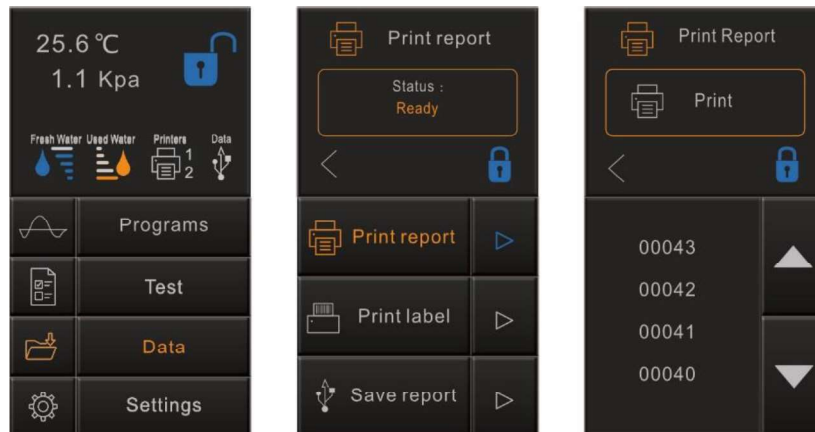 25.6 ℃
1.1 Kpa
Fresh Water Used Water Printers Data
1
2
Programs
Test
Data
Settings
Print report
Status :
Ready
Print report
Print label
Save report
Print Report
Print
00043
00042
00041
00040